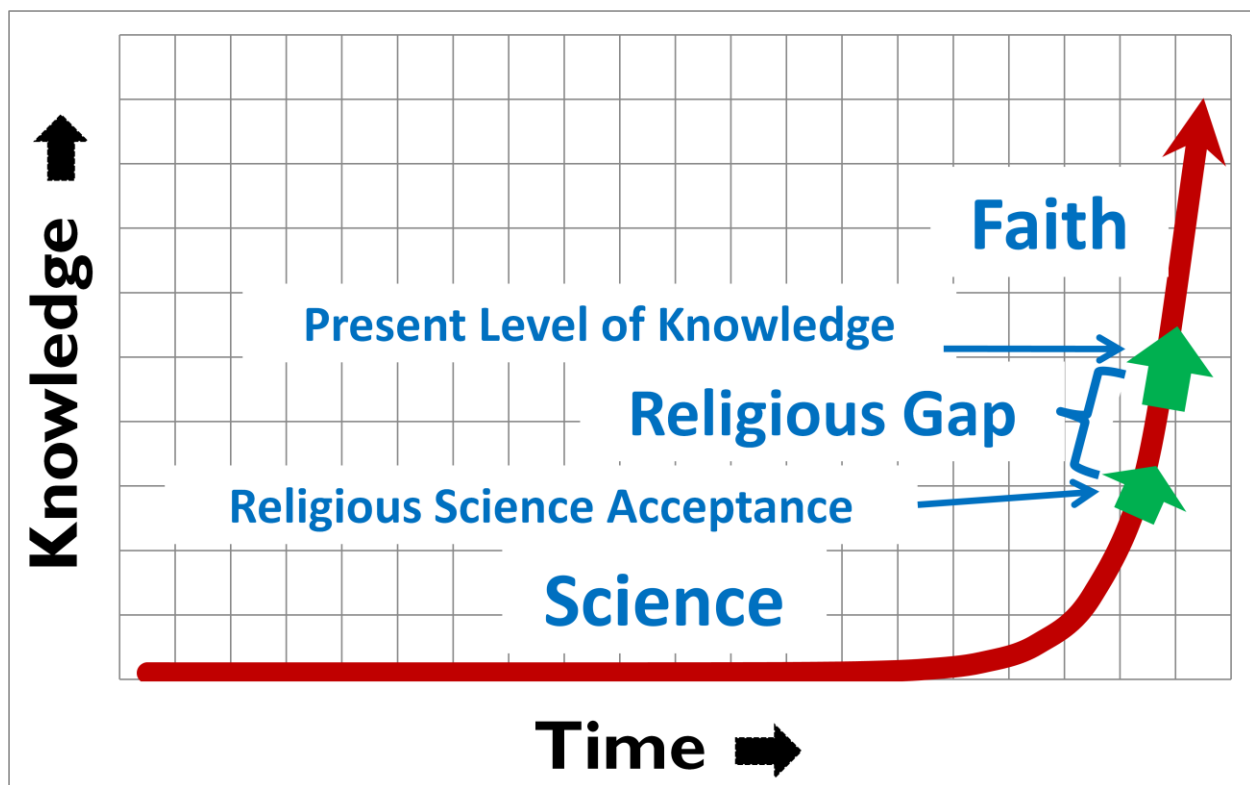 Knowledge
Faith
Present Level of Knowledge
Religious Gap
Religious Science Acceptance
Science
Time